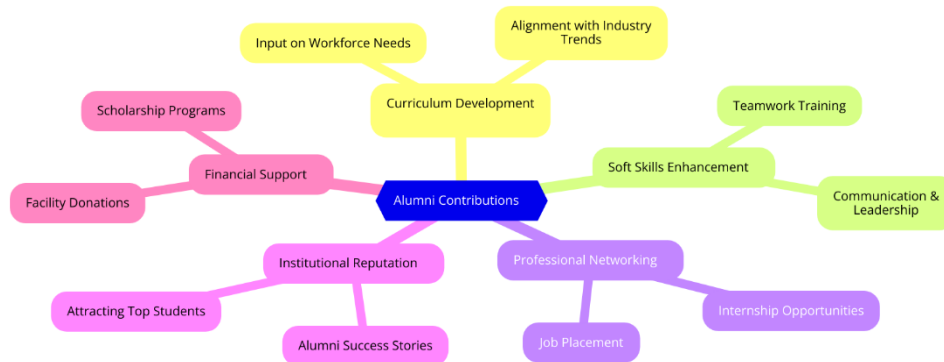 Alignment with Industry
Trends
Input on Workforce Needs
Curriculum Development
Scholarship Programs
Teamwork Training
Financial Support
Soft Skills Enhancement
Facility Donations
Alumni Contributions
Communication &
Leadership
Institutional Reputation
Professional Networking
Attracting Top Students
Internship Opportunities
Alumni Success Stories
Job Placement